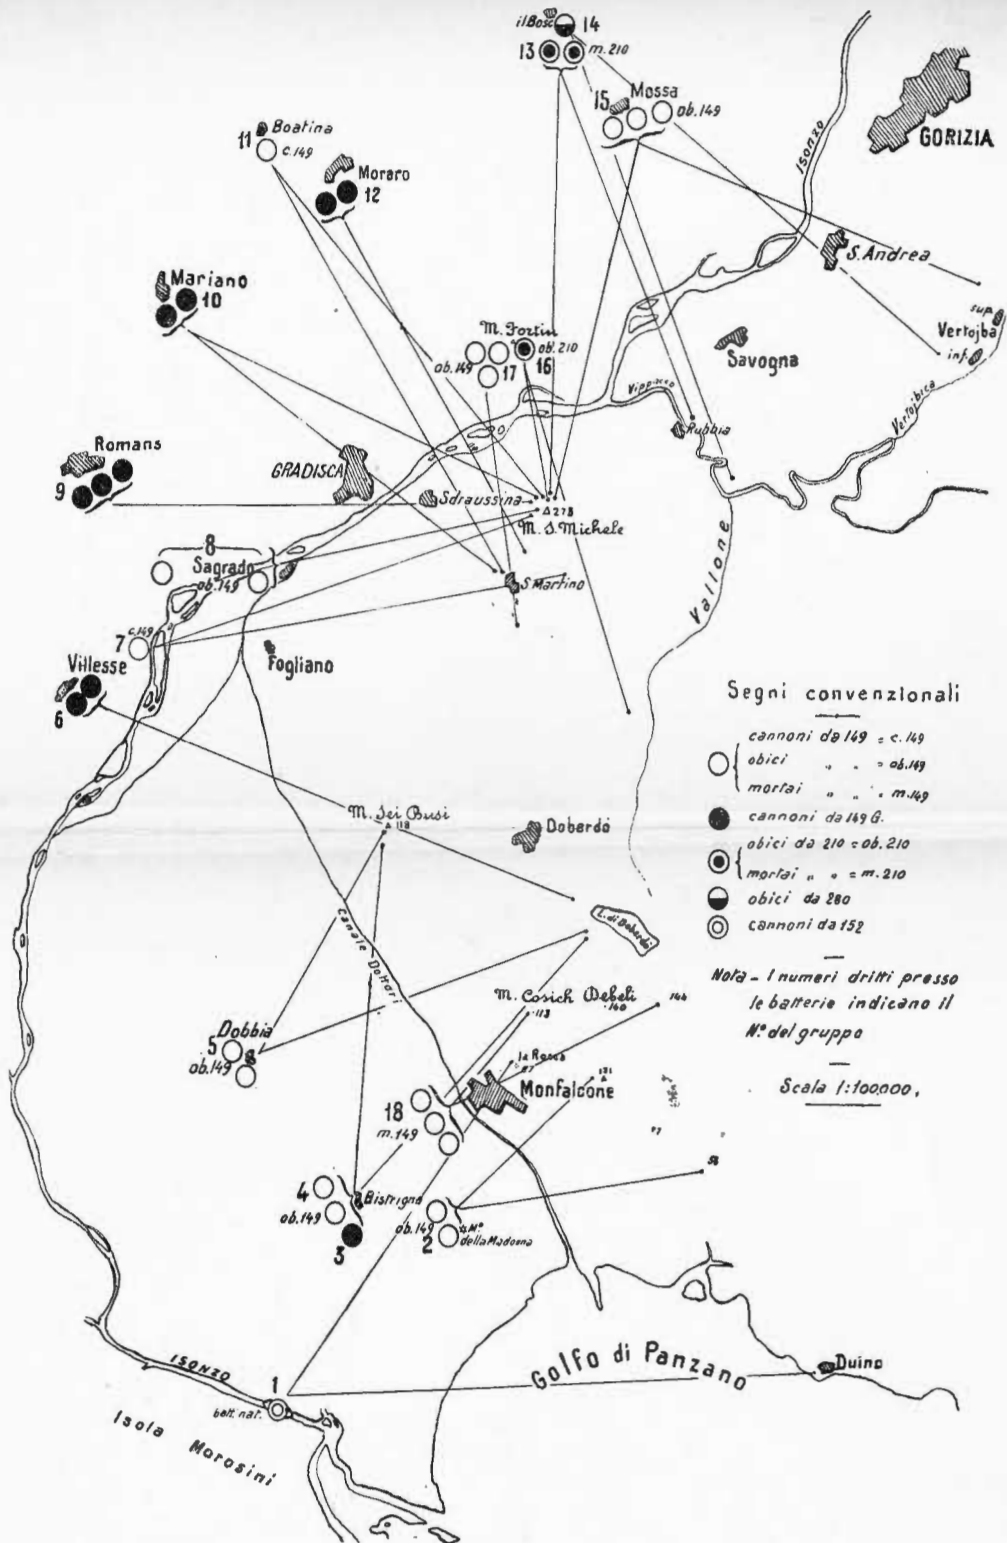 il Bosc 14
13 m. 210
15 Mossa
ob. 149
ISONZO
GORIZIA
11 Boatina
c. 149
Moraro
12
S. Andrea
Mariano
10
sup.
Vertojba
inf.
M. Fortin
ob. 210
ob. 149 17 16
Savogna
Vippacco
Vertojbica
Rubbia
Romans
9
GRADISCA
Sdraussina
△ 275
M. S. Michele
8
Sagrado
ob. 149
S. Martino
Vallone
c. 149
7
Villesse
6
Fogliano
Segni convenzionali
cannoni da 149 = c. 149
obici " " = ob. 149
mortai " " " m. 149
cannoni da 149 G.
obici da 210 = ob. 210
mortai " " = m. 210
obici da 280
cannoni da 152
Nota - I numeri dritti presso
le batterie indicano il
N° del gruppo
Scala 1:100,000.
M. Sei Busi
△ 118
Doberdò
L. di Doberdò
Canale Dottori
M. Cosich Debeli
113
140
144
Dobbia
5
ob. 149
la Rocca
87
121
Monfalcone
18
m. 149
4
Bistrigna
ob. 149
3
58
ob. 149
2
M.a
della Madonna
Golfo di Panzano
Duino
ISONZO
1
batt. nat.
Isola Morosini